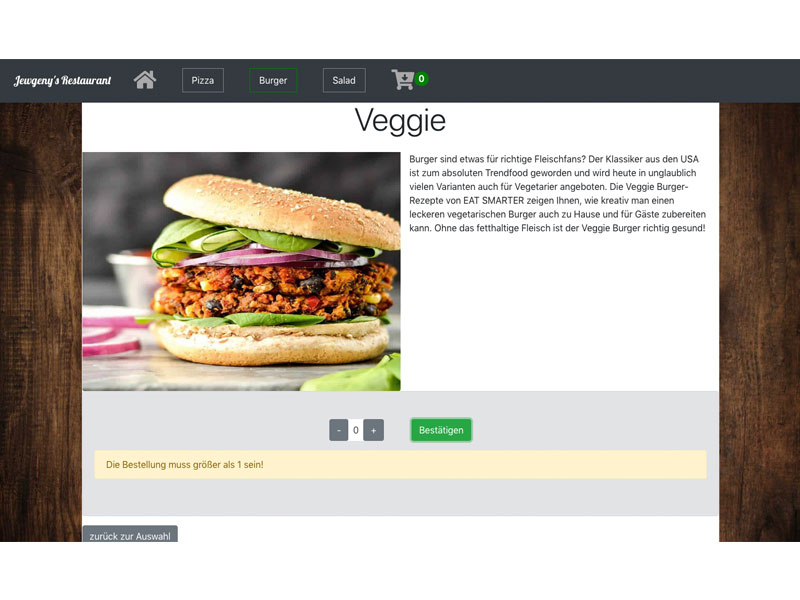 Jewgeny's Restaurant
Pizza
Burger
Salad
0
Veggie
Burger sind etwas für richtige Fleischfans? Der Klassiker aus den USA
ist zum absoluten Trendfood geworden und wird heute in unglaublich
vielen Varianten auch für Vegetarier angeboten. Die Veggie Burger-
Rezepte von EAT SMARTER zeigen Ihnen, wie kreativ man einen
leckeren vegetarischen Burger auch zu Hause und für Gäste zubereiten
kann. Ohne das fetthaltige Fleisch ist der Veggie Burger richtig gesund!
- 0 +
Bestätigen
Die Bestellung muss größer als 1 sein!
zurück zur Auswahl